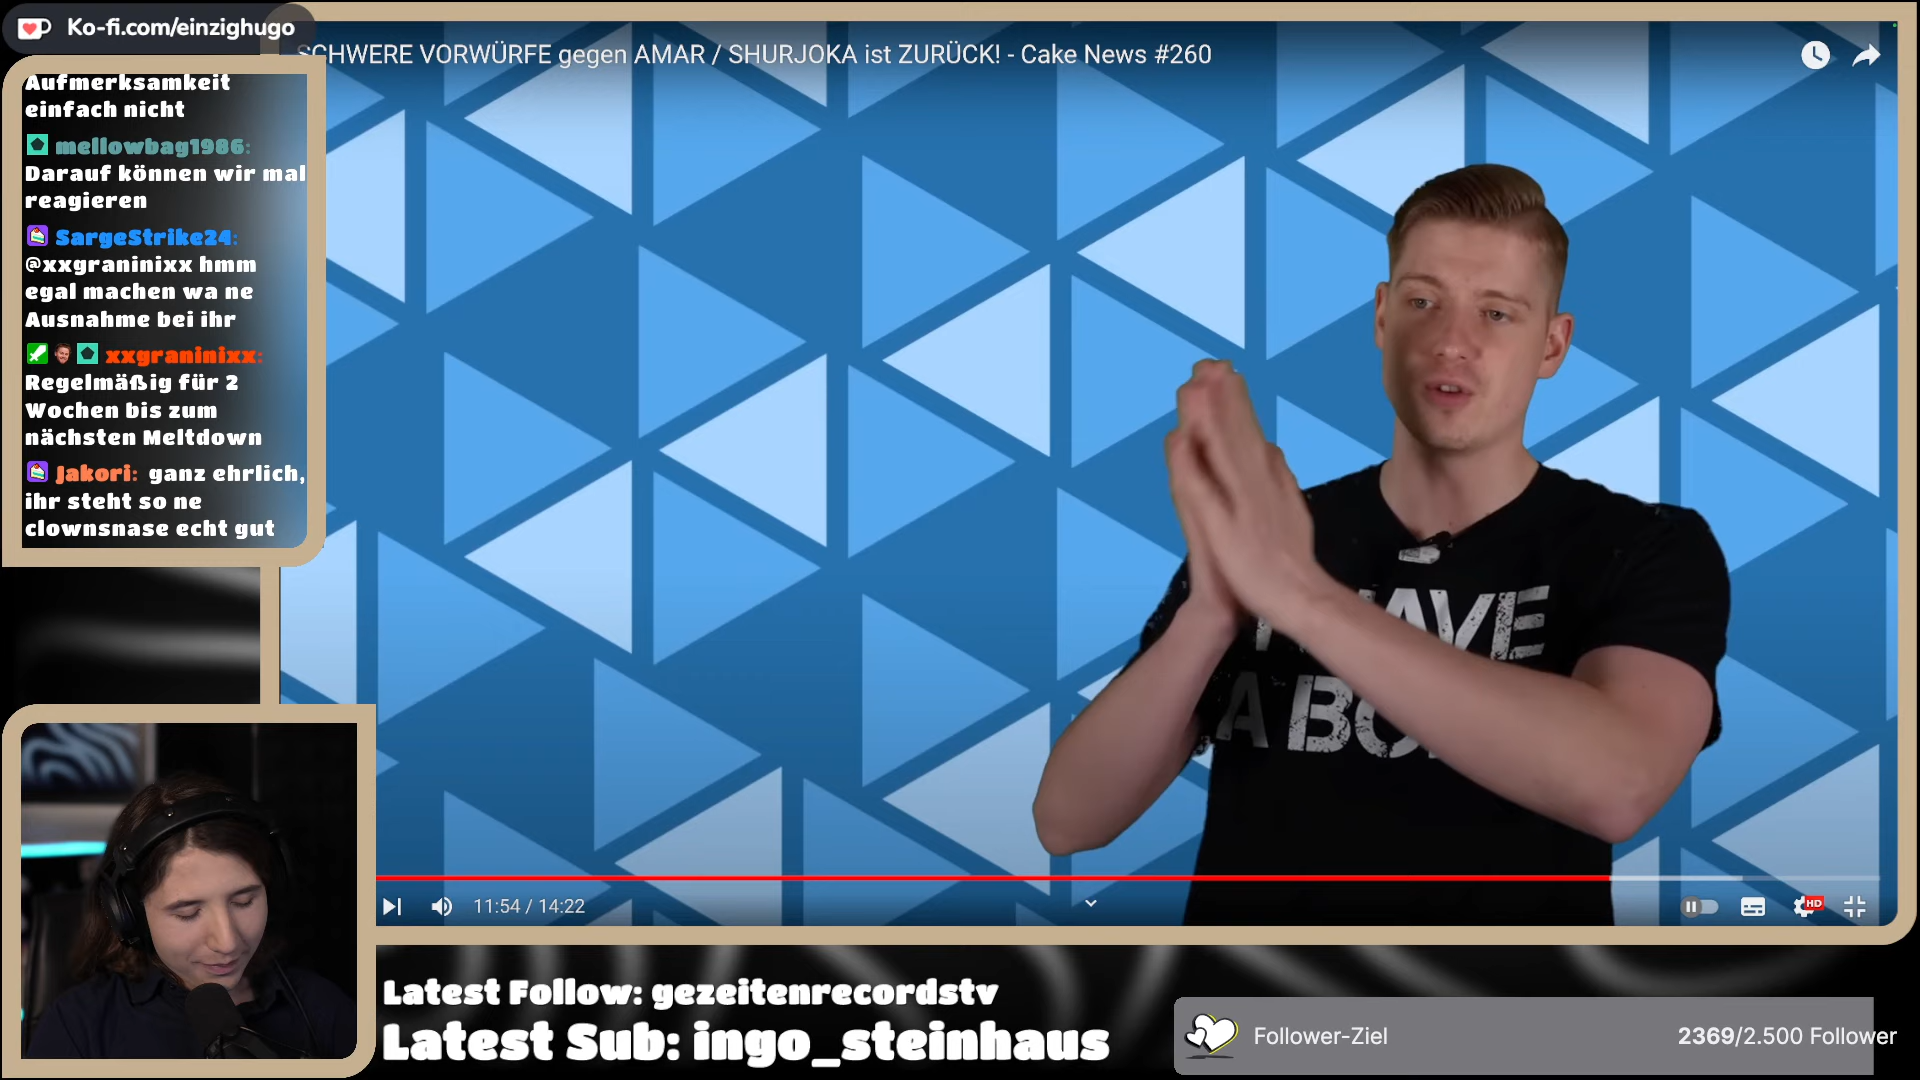 Ko-fi.com/einzighugo
SCHWERE VORWÜRFE gegen AMAR / SHURJOKA ist ZURÜCK! - Cake News #260
Aufmerksamkeit
einfach nicht
mellowbag1986:
Darauf können wir mal
reagieren
SargeStrike24:
@xxgraninixx hmm
egal machen wa ne
Ausnahme bei ihr
xxgraninixx:
Regelmäßig für 2
Wochen bis zum
nächsten Meltdown
Jakori: ganz ehrlich,
ihr steht so ne
clownsnase echt gut
HAVE
A BO
11:54 / 14:22
HD
Latest Follow: gezeitenrecordstv
Latest Sub: ingo_steinhaus
Follower-Ziel
2369/2.500 Follower